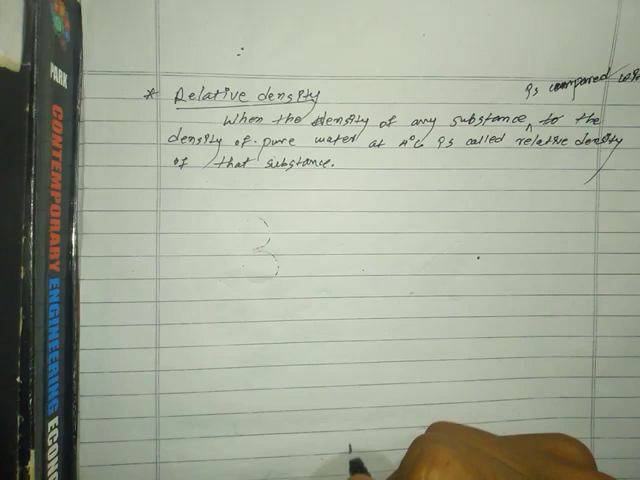 PARK CONTEMPORARY ENGINEERING ECONO
is compared with
* Relative density
When the density of any substance ^ to the
density of pure water at 4°C is called relative density
of that substance.
3